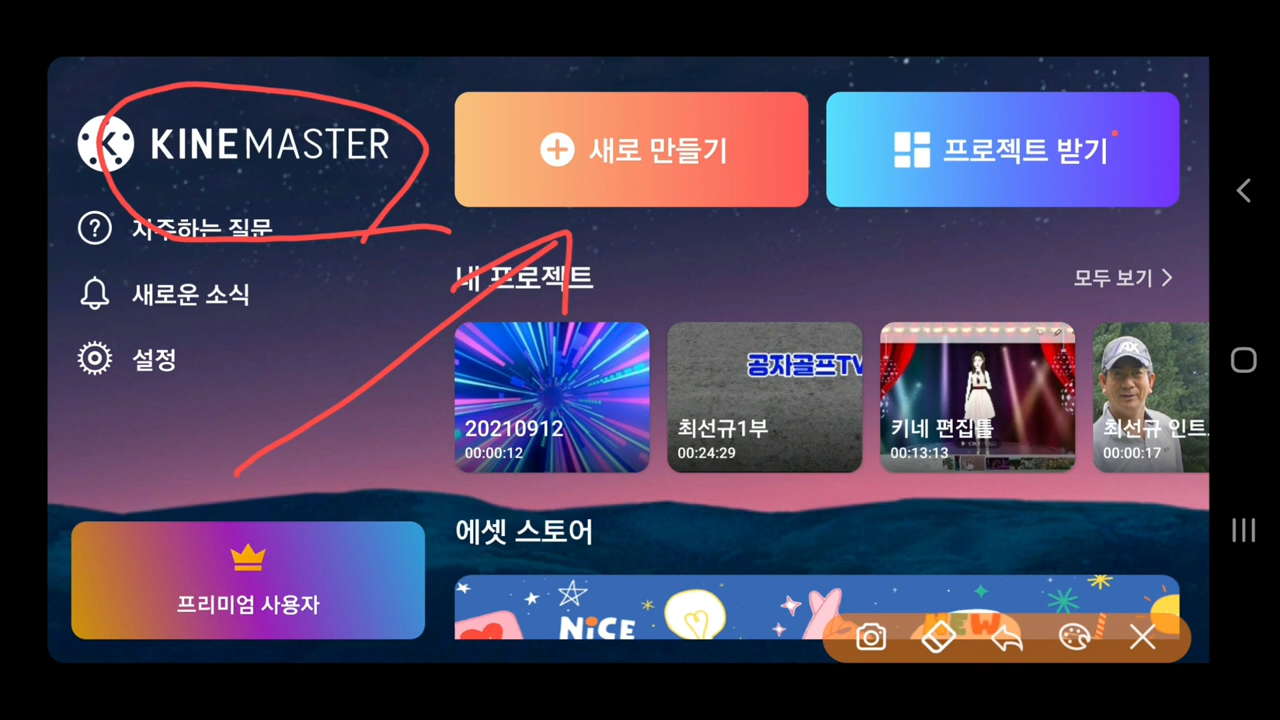 KINEMASTER
자주하는 질문
새로운 소식
설정
프리미엄 사용자
새로 만들기
프로젝트 받기
내 프로젝트
모두 보기
20210912
00:00:12
공자골프TV
최선규1부
00:24:29
키네 편집틀
00:13:13
최선규 인트..
00:00:17
에셋 스토어
NiCE
NEW